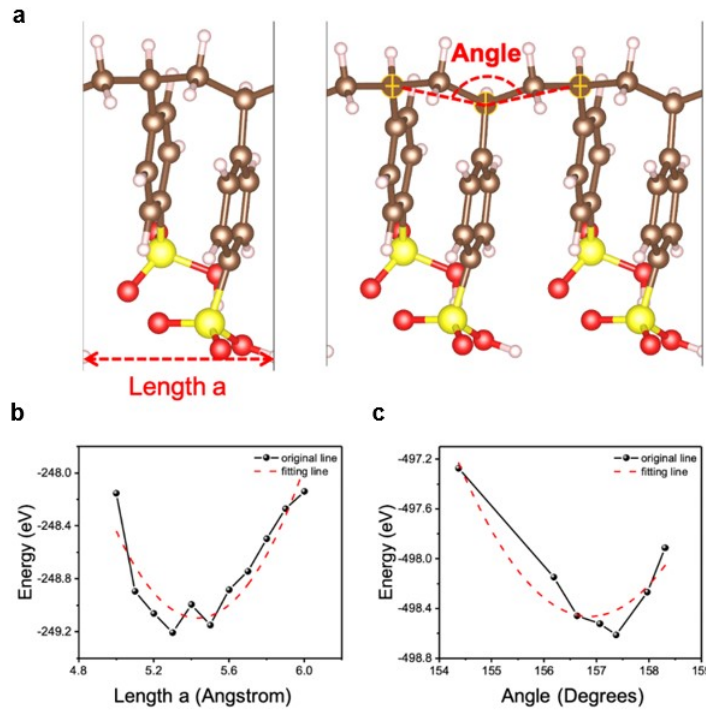 a
Angle
Length a
b
c
original line
fitting line
-248.0
-248.4
-248.8
-249.2
Energy (eV)
4.8
5.2
5.6
6.0
Length a (Angstrom)
original line
fitting line
-497.2
-497.6
-498.0
-498.4
-498.8
Energy (eV)
154
155
156
157
158
Angle (Degrees)